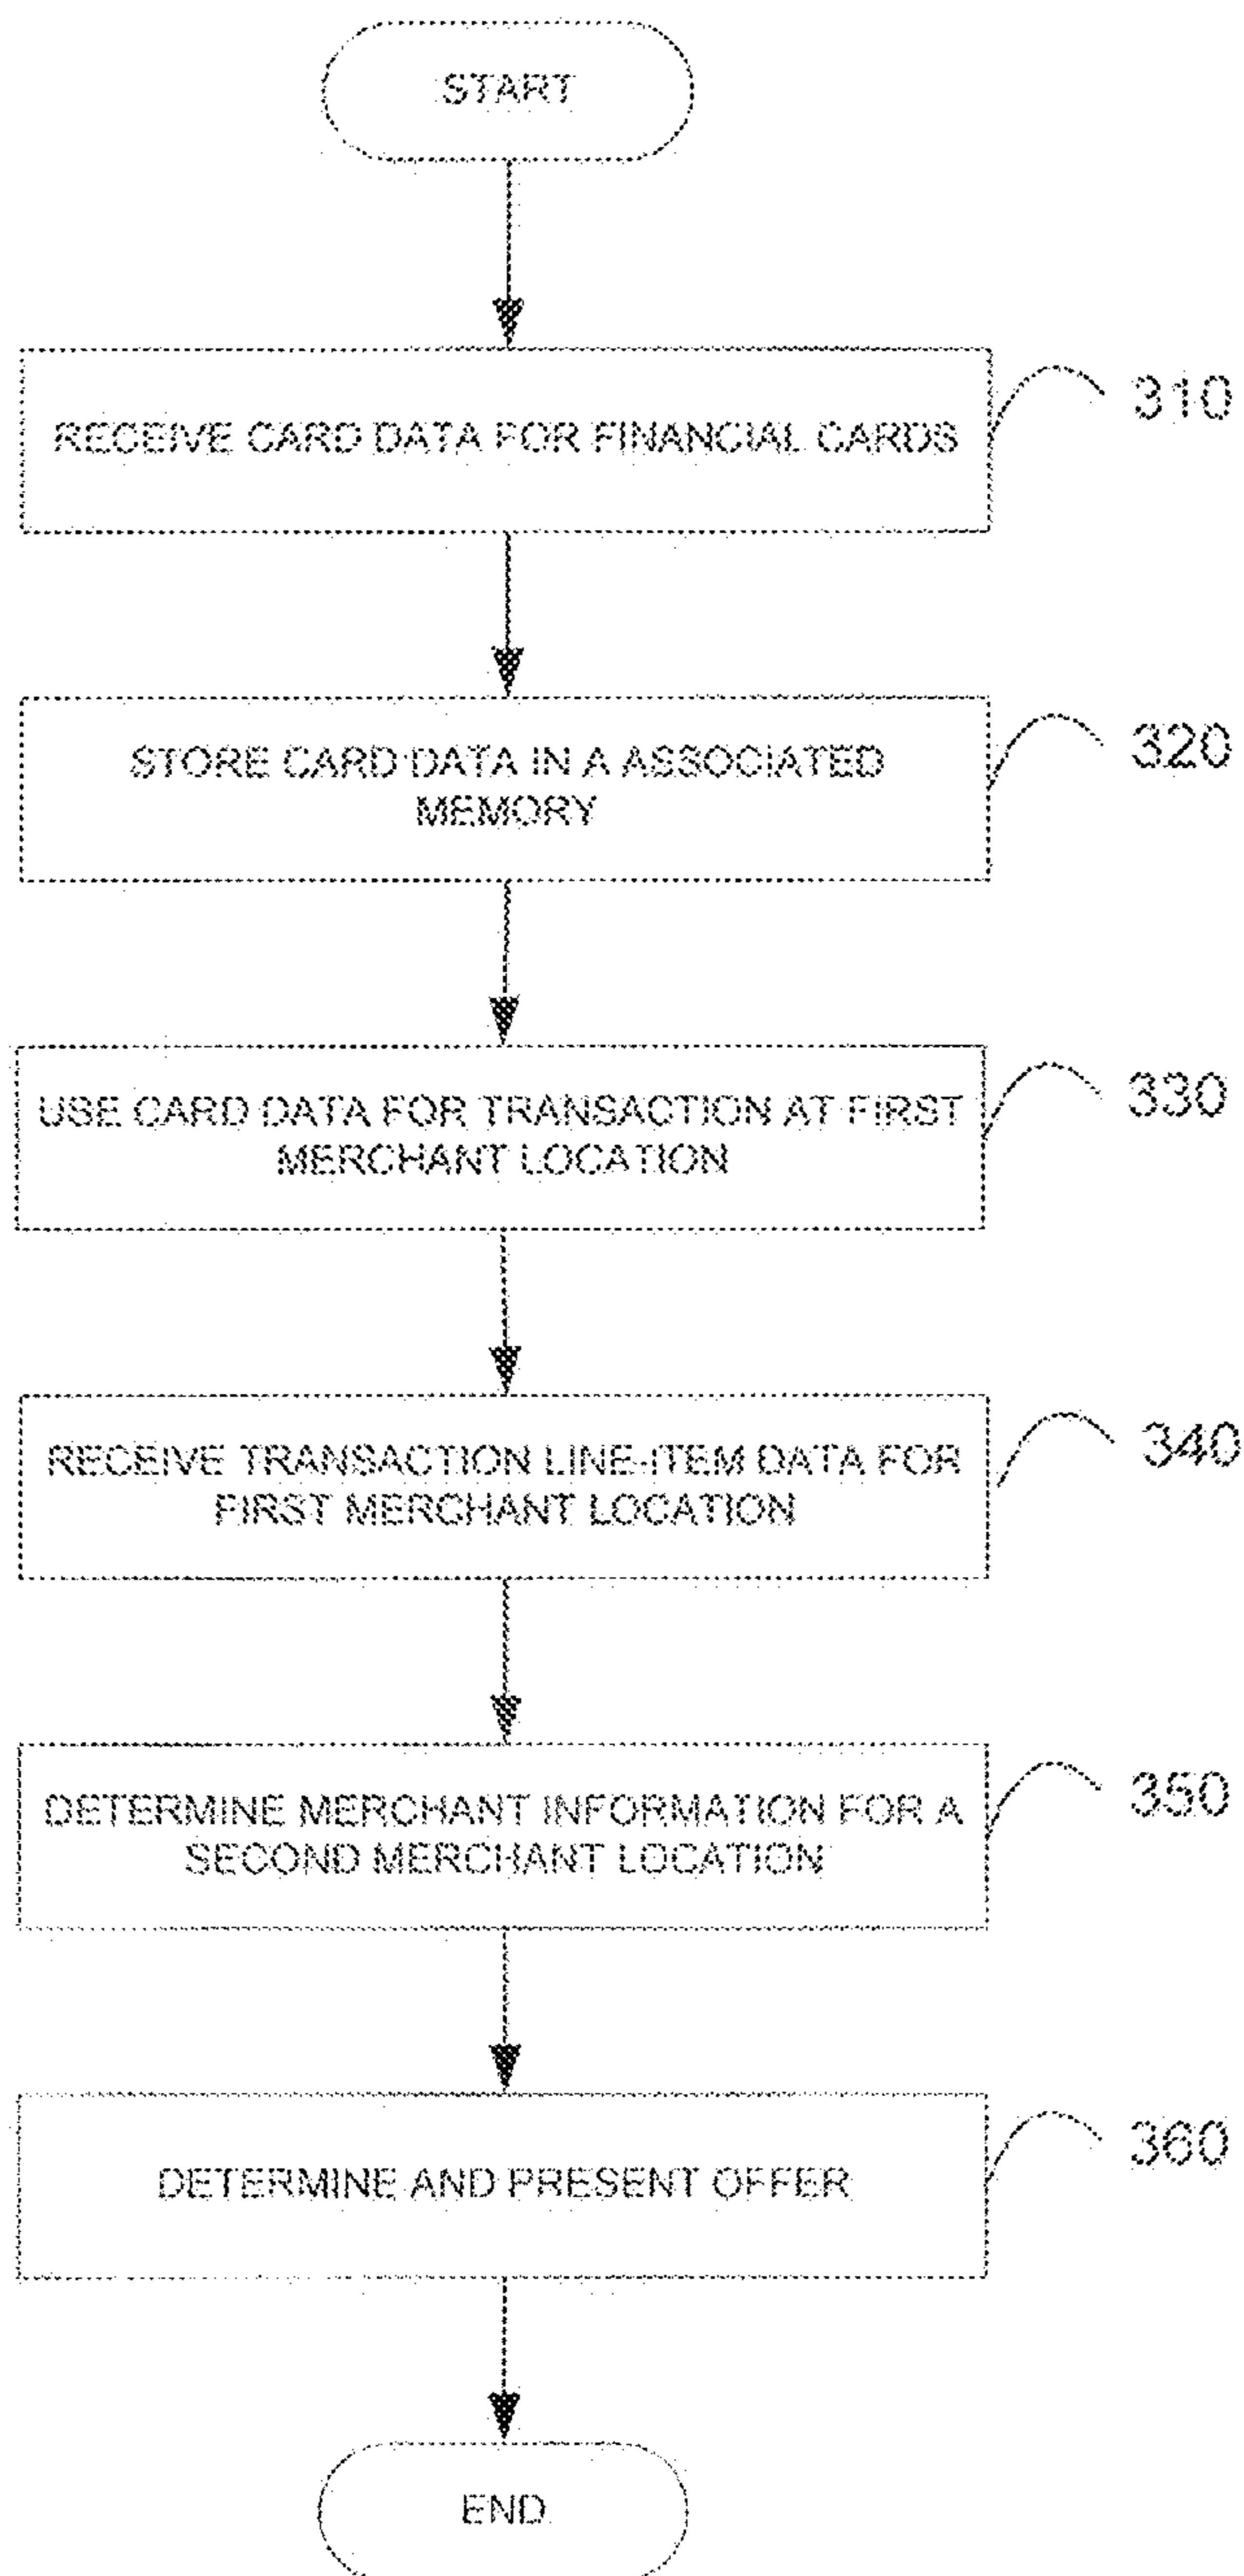 START
RECEIVE CARD DATA FOR FINANCIAL CARDS
310
STORE CARD DATA IN A ASSOCIATED
MEMORY
320
USE CARD DATA FOR TRANSACTION AT FIRST
MERCHANT LOCATION
330
RECEIVE TRANSACTION LINE-ITEM DATA FOR
FIRST MERCHANT LOCATION
340
DETERMINE MERCHANT INFORMATION FOR A
SECOND MERCHANT LOCATION
350
DETERMINE AND PRESENT OFFER
360
END